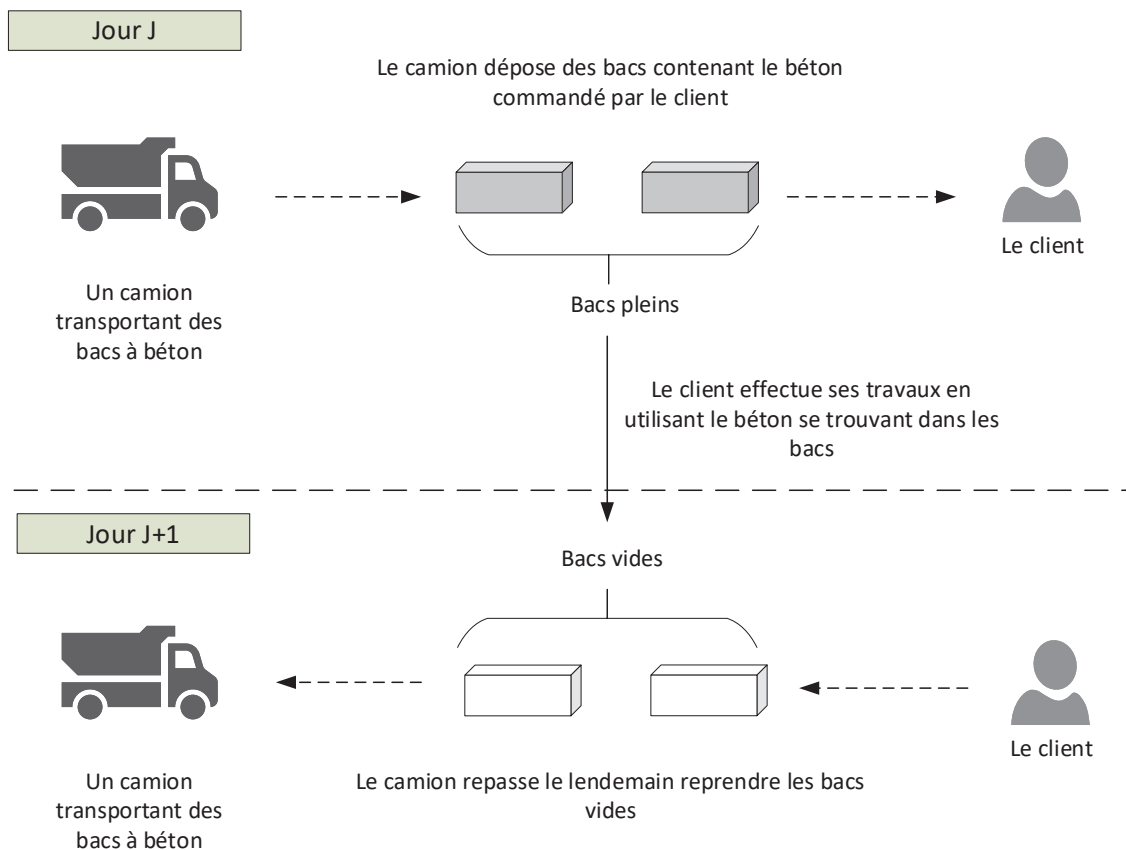 Jour J
Le camion dépose des bacs contenant le béton
commandé par le client
Le client
Un camion
transportant des
bacs à béton
Bacs pleins
Le client effectue ses travaux en
utilisant le béton se trouvant dans les
bacs
Jour J+1
Bacs vides
Le client
Un camion
transportant des
bacs à béton
Le camion repasse le lendemain reprendre les bacs
vides